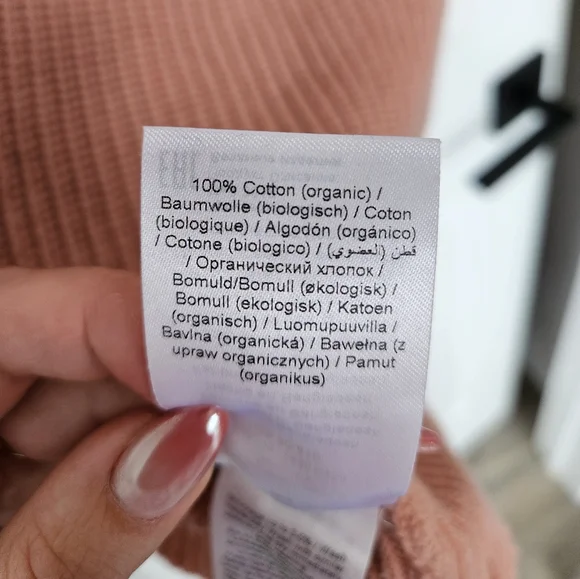 100% Cotton (organic) /
Baumwolle (biologisch) / Coton
(biologique) / Algodón (orgánico)
/ Cotone (biologico) / قطن (العضوي)
/ Органический хлопок /
Bomuld/Bomull (økologisk) /
Bomull (ekologisk) / Katoen
(organisch) / Luomupuuvilla /
Bavlna (organická) / Bawełna (z
upraw organicznych) / Pamut
(organikus)